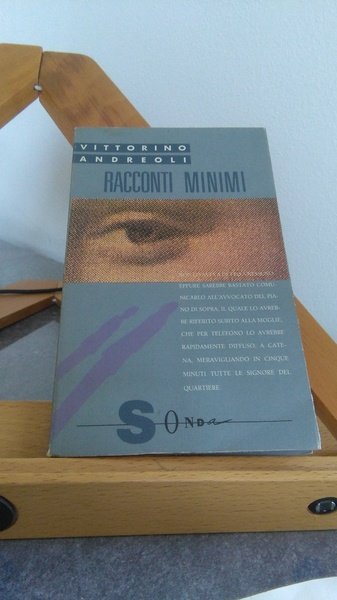 VITTORINO
ANDREOLI
RACCONTI MINIMI
EPPURE SAREBBE BASTATO COMU-
NICARLO ALL'AVVOCATO DEL PIA-
NO DI SOPRA; IL QUALE LO AVREB-
BE RIFERITO SUBITO ALLA MOGLIE,
CHE PER TELEFONO LO AVREBBE
RAPIDAMENTE DIFFUSO, A CATE-
NA, MERAVIGLIANDO IN CINQUE
MINUTI TUTTE LE SIGNORE DEL
QUARTIERE.
SONDA